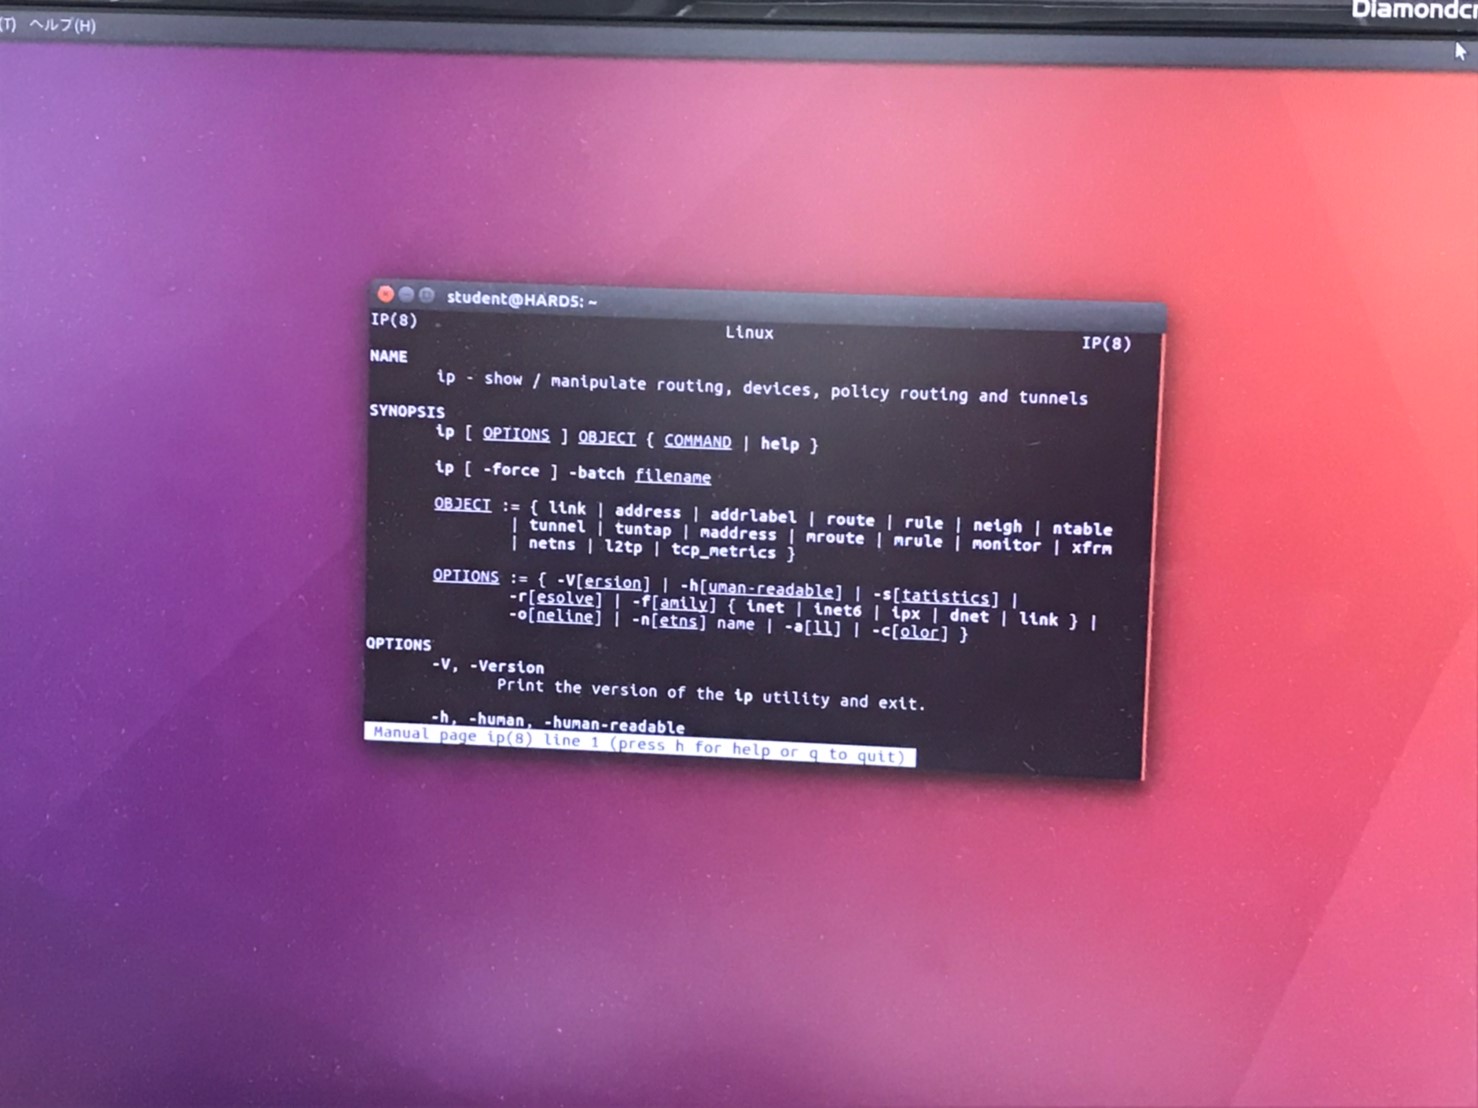 Diamondcr
(T) ヘルプ(H)
student@HARD5: ~
IP(8) Linux IP(8)
NAME
ip - show / manipulate routing, devices, policy routing and tunnels
SYNOPSIS
ip [ OPTIONS ] OBJECT { COMMAND | help }
ip [ -force ] -batch filename
OBJECT := { link | address | addrlabel | route | rule | neigh | ntable
| tunnel | tuntap | maddress | mroute | mrule | monitor | xfrm
| netns | l2tp | tcp_metrics }
OPTIONS := { -V[ersion] | -h[uman-readable] | -s[tatistics] |
-r[esolve] | -f[amily] { inet | inet6 | ipx | dnet | link } |
-o[neline] | -n[etns] name | -a[ll] | -c[olor] }
OPTIONS
-V, -Version
Print the version of the ip utility and exit.
-h, -human, -human-readable
Manual page ip(8) line 1 (press h for help or q to quit)